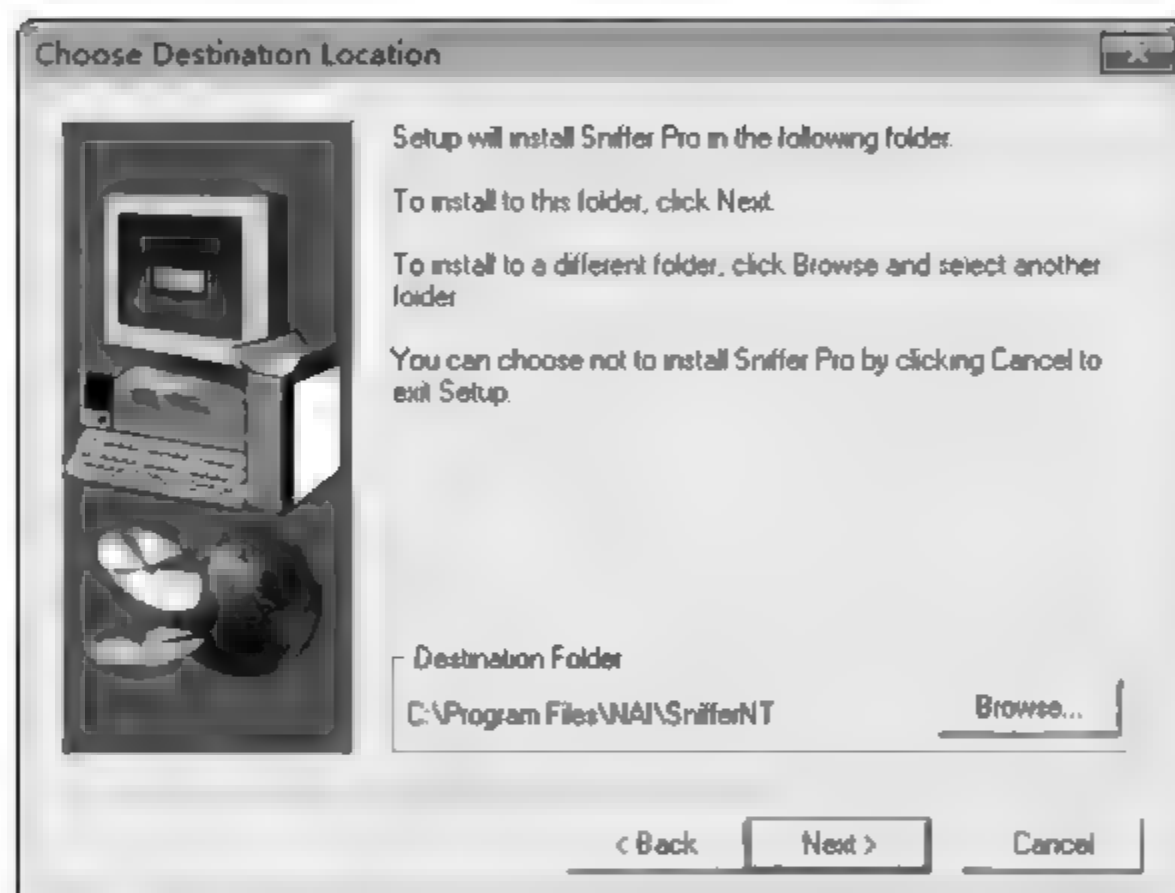 Choose Destination Location
Setup will install Sniffer Pro in the following folder.
To install to this folder, click Next.
To install to a different folder, click Browse and select another
folder.
You can choose not to install Sniffer Pro by clicking Cancel to
exit Setup.
Destination Folder
C:\Program Files\NAI\SnifferNT
Browse...
< Back
Next >
Cancel